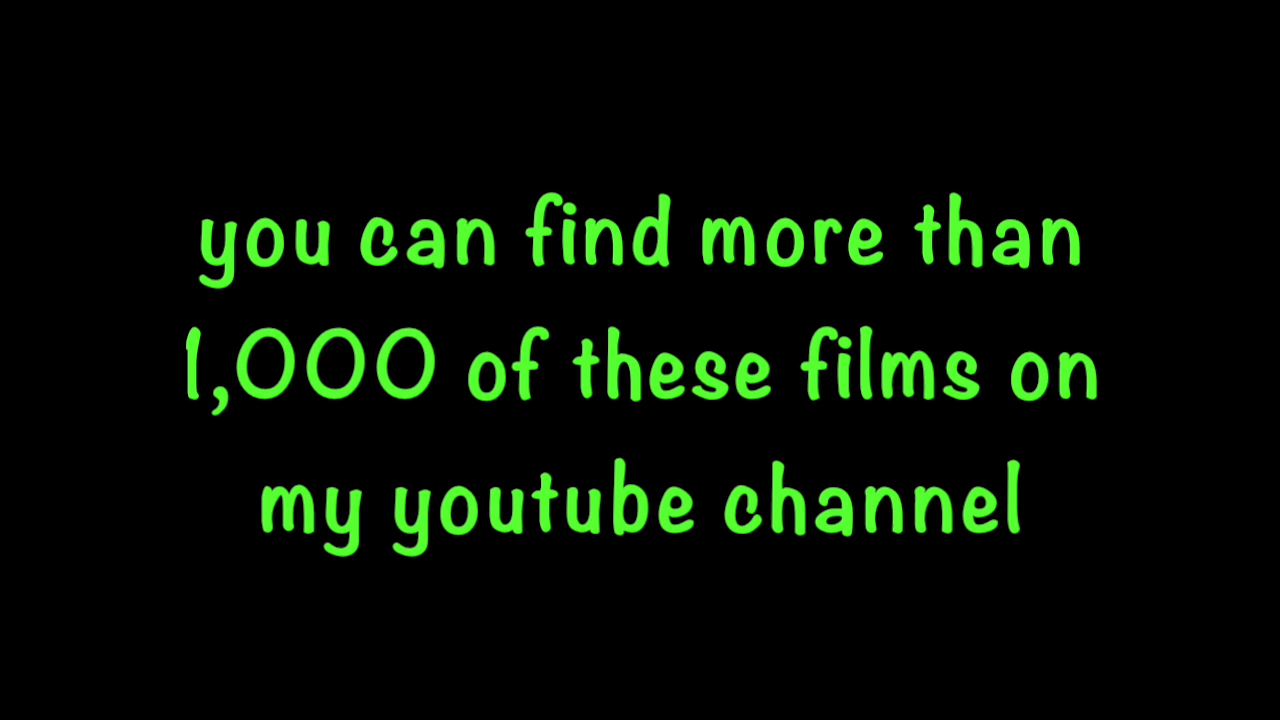 you can find more than
1,000 of these films on
my youtube channel